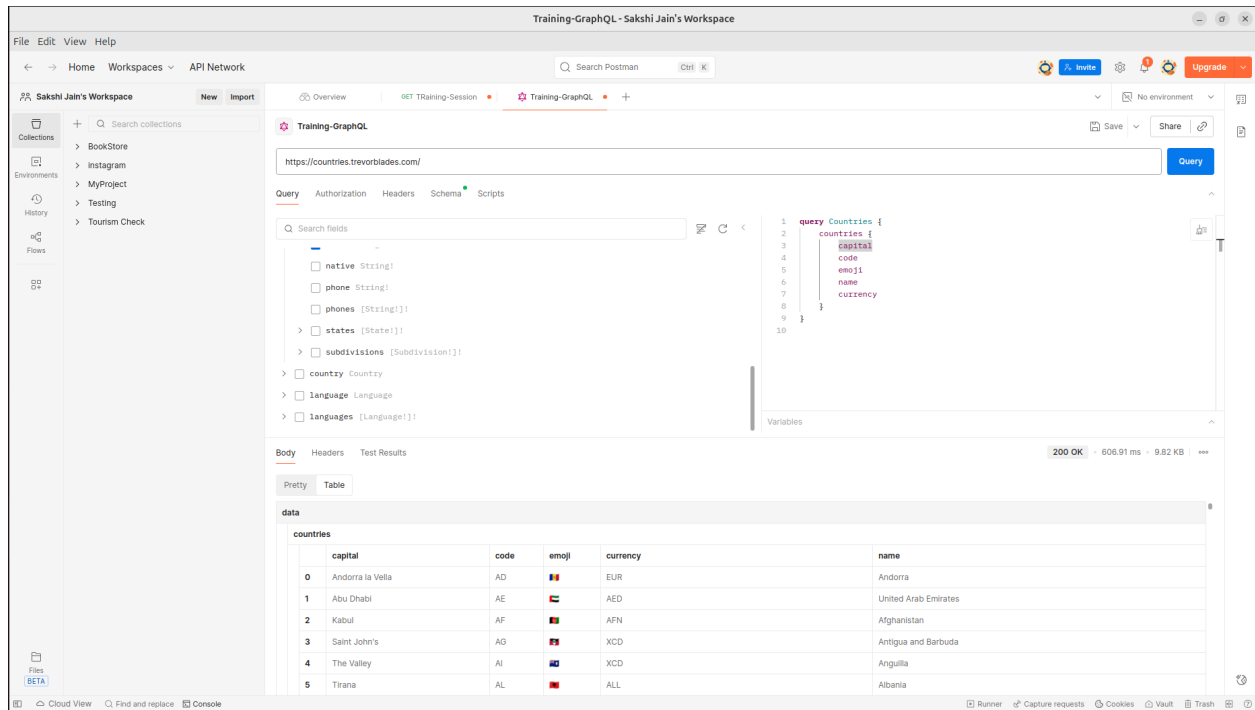 Training-GraphQL - Sakshi Jain's Workspace
File Edit View Help
Home Workspaces API Network
Search Postman Ctrl K
Invite
1
Upgrade
Sakshi Jain's Workspace New Import
Overview GET TRaining-Session Training-GraphQL
No environment
Collections
Search collections
BookStore
Instagram
MyProject
Testing
Tourism Check
Environments
History
Flows
Files
BETA
Training-GraphQL
Save Share
https://countries.trevorblades.com/
Query
Query Authorization Headers Schema Scripts
Search fields
native String!
phone String!
phones [String!]!
states [State!]!
subdivisions [Subdivision!]!
country Country
language Language
languages [Language!]!
1 query Countries {
2 countries {
3 capital
4 code
5 emoji
6 name
7 currency
8 }
9 }
10
Variables
Body Headers Test Results
200 OK 606.91 ms 9.82 KB
Pretty Table
data
countries
capital code emoji currency name
0 Andorra la Vella AD EUR Andorra
1 Abu Dhabi AE AED United Arab Emirates
2 Kabul AF AFN Afghanistan
3 Saint John's AG XCD Antigua and Barbuda
4 The Valley AI XCD Anguilla
5 Tirana AL ALL Albania
Cloud View Find and replace Console
Runner Capture requests Cookies Vault Trash